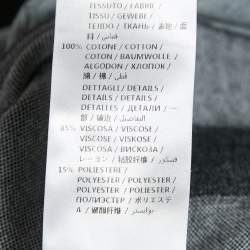 TESSUTO / FABRIC /
TISSU / GEWEBE /
TEJIDO / ТКАНЬ / 表地 / 面
料 / قماش
100% COTONE / COTTON /
COTON / BAUMWOLLE /
ALGODON / ХЛОПОК /
綿 / 棉 / قطن
DETTAGLI / DETAILS /
DETAILS / DETAILS /
DETALLES / ДЕТАЛИ / 一
部 / 细节 / التفاصيل
85% VISCOSA / VISCOSE /
VISCOSE / VISKOSE /
VISCOSA / ВИСКОЗА /
レーヨン / 粘胶纤维 / فسكوز
15% POLIESTERE /
POLYESTER / POLYESTER /
POLYESTER / POLIESTER
/ ПОЛИЭСТЕР / ポリエステ
ル / 聚酯纤维 / بوليستر